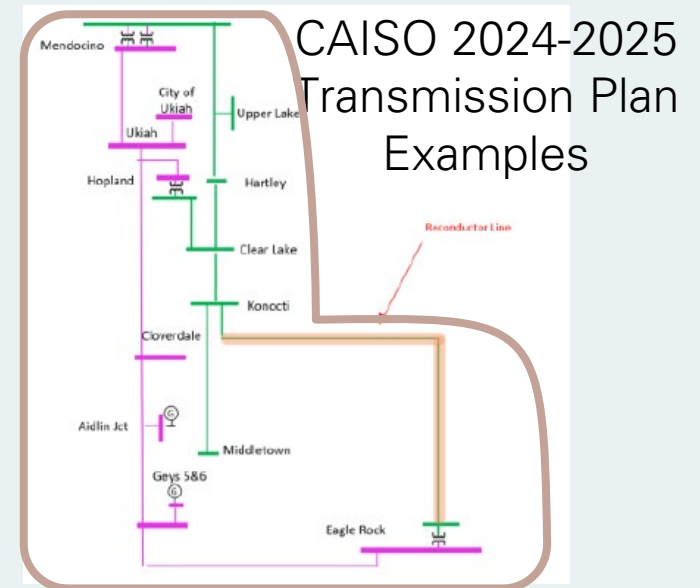 CAISO 2024-2025
Transmission Plan
Examples
Mendocino
City of
Ukiah
Upper Lake
Ukiah
Hopland
Hartley
Reconductor Line
Clear Lake
Konocti
Cloverdale
G
Aidlin Jct
Middletown
Geys 5&6
G
Eagle Rock